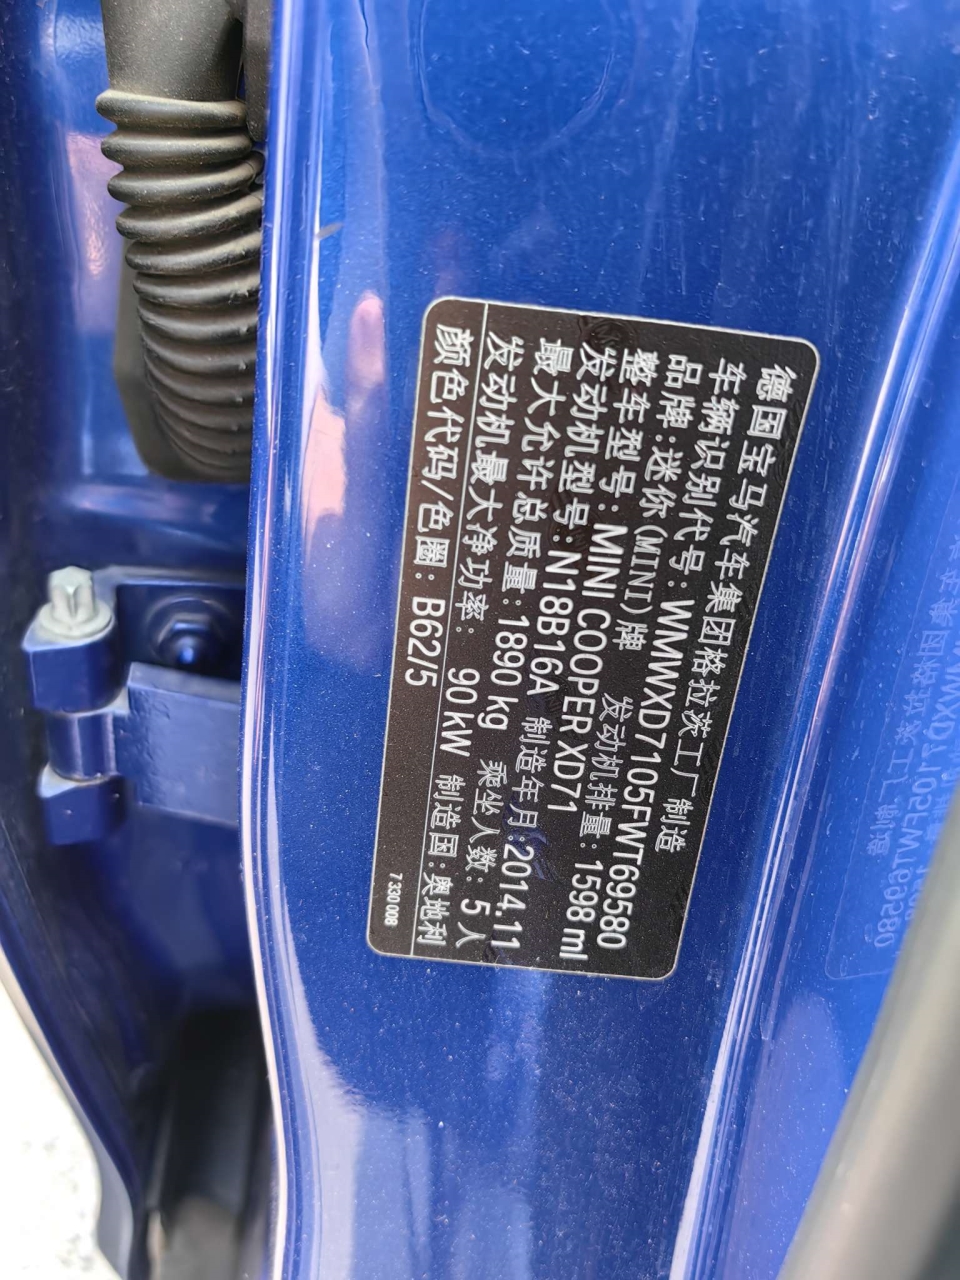 德国宝马汽车集团格拉茨工厂制造
车辆识别代号：WMWXD7105FWT69580
品牌：迷你(MINI)牌 发动机排量：1598 ml
整车型号：MINI COOPER XD71
发动机型号：N18B16A 制造年月：2014.11
最大允许总质量：1890 kg 乘坐人数：5 人
发动机最大净功率：90 kW 制造国：奥地利
颜色代码/色圈：B62/5
7 330 008